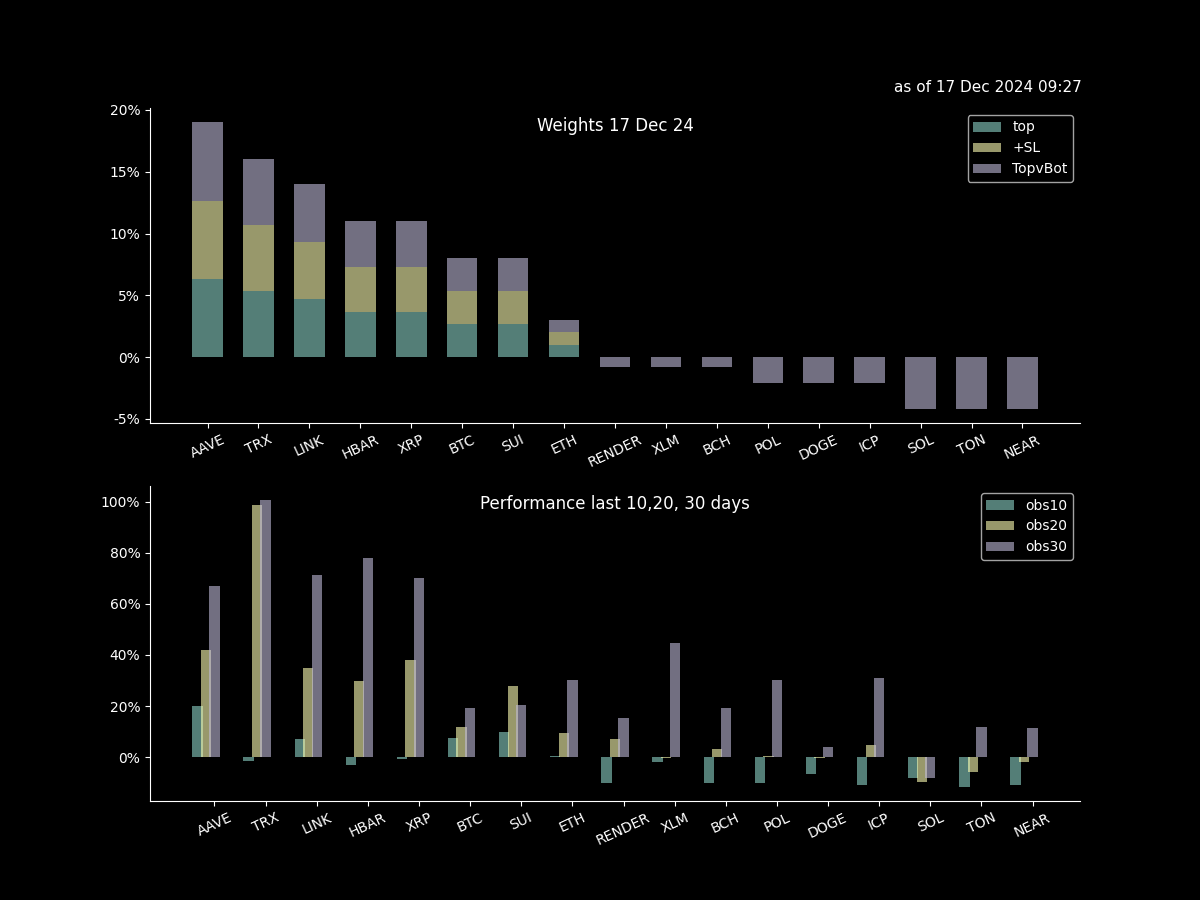 as of 17 Dec 2024 09:27
Weights 17 Dec 24
top
+SL
TopvBot
20%
15%
10%
5%
0%
-5%
AAVE TRX LINK HBAR XRP BTC SUI ETH RENDER XLM BCH POL DOGE ICP SOL TON NEAR
Performance last 10,20, 30 days
obs10
obs20
obs30
100%
80%
60%
40%
20%
0%
AAVE TRX LINK HBAR XRP BTC SUI ETH RENDER XLM BCH POL DOGE ICP SOL TON NEAR